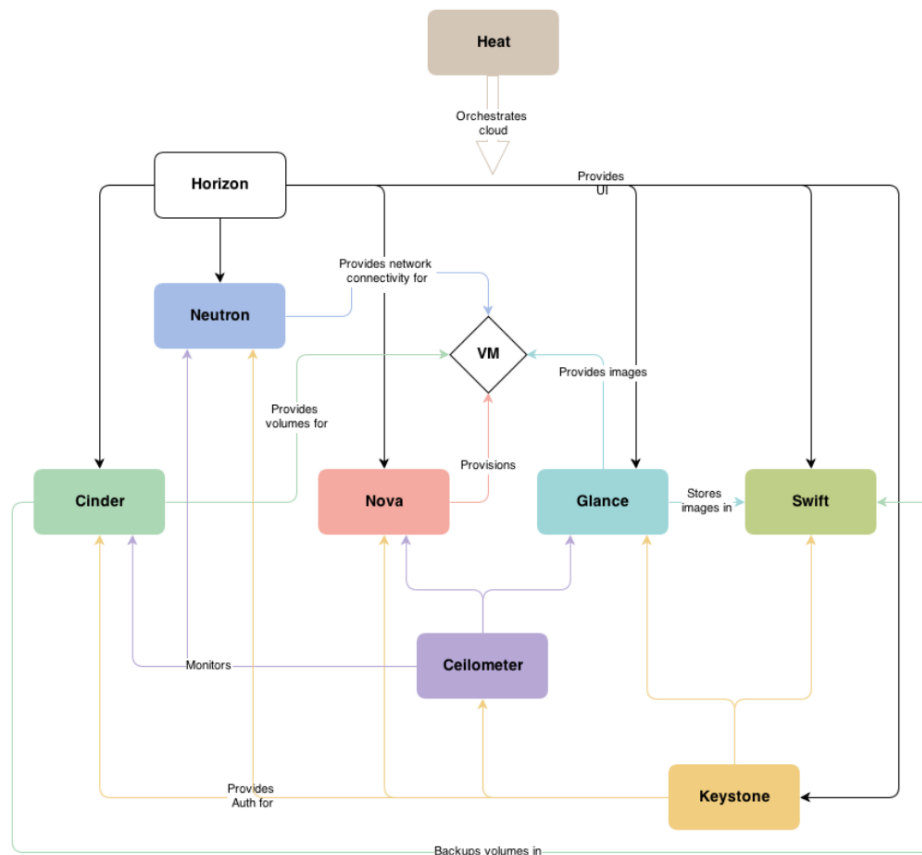 Heat
Orchestrates
cloud
Horizon
Provides
UI
Provides network
connectivity for
Neutron
VM
Provides images
Provides
volumes for
Provisions
Cinder
Nova
Glance
Stores
images in
Swift
Ceilometer
Monitors
Provides
Auth for
Keystone
Backups volumes in